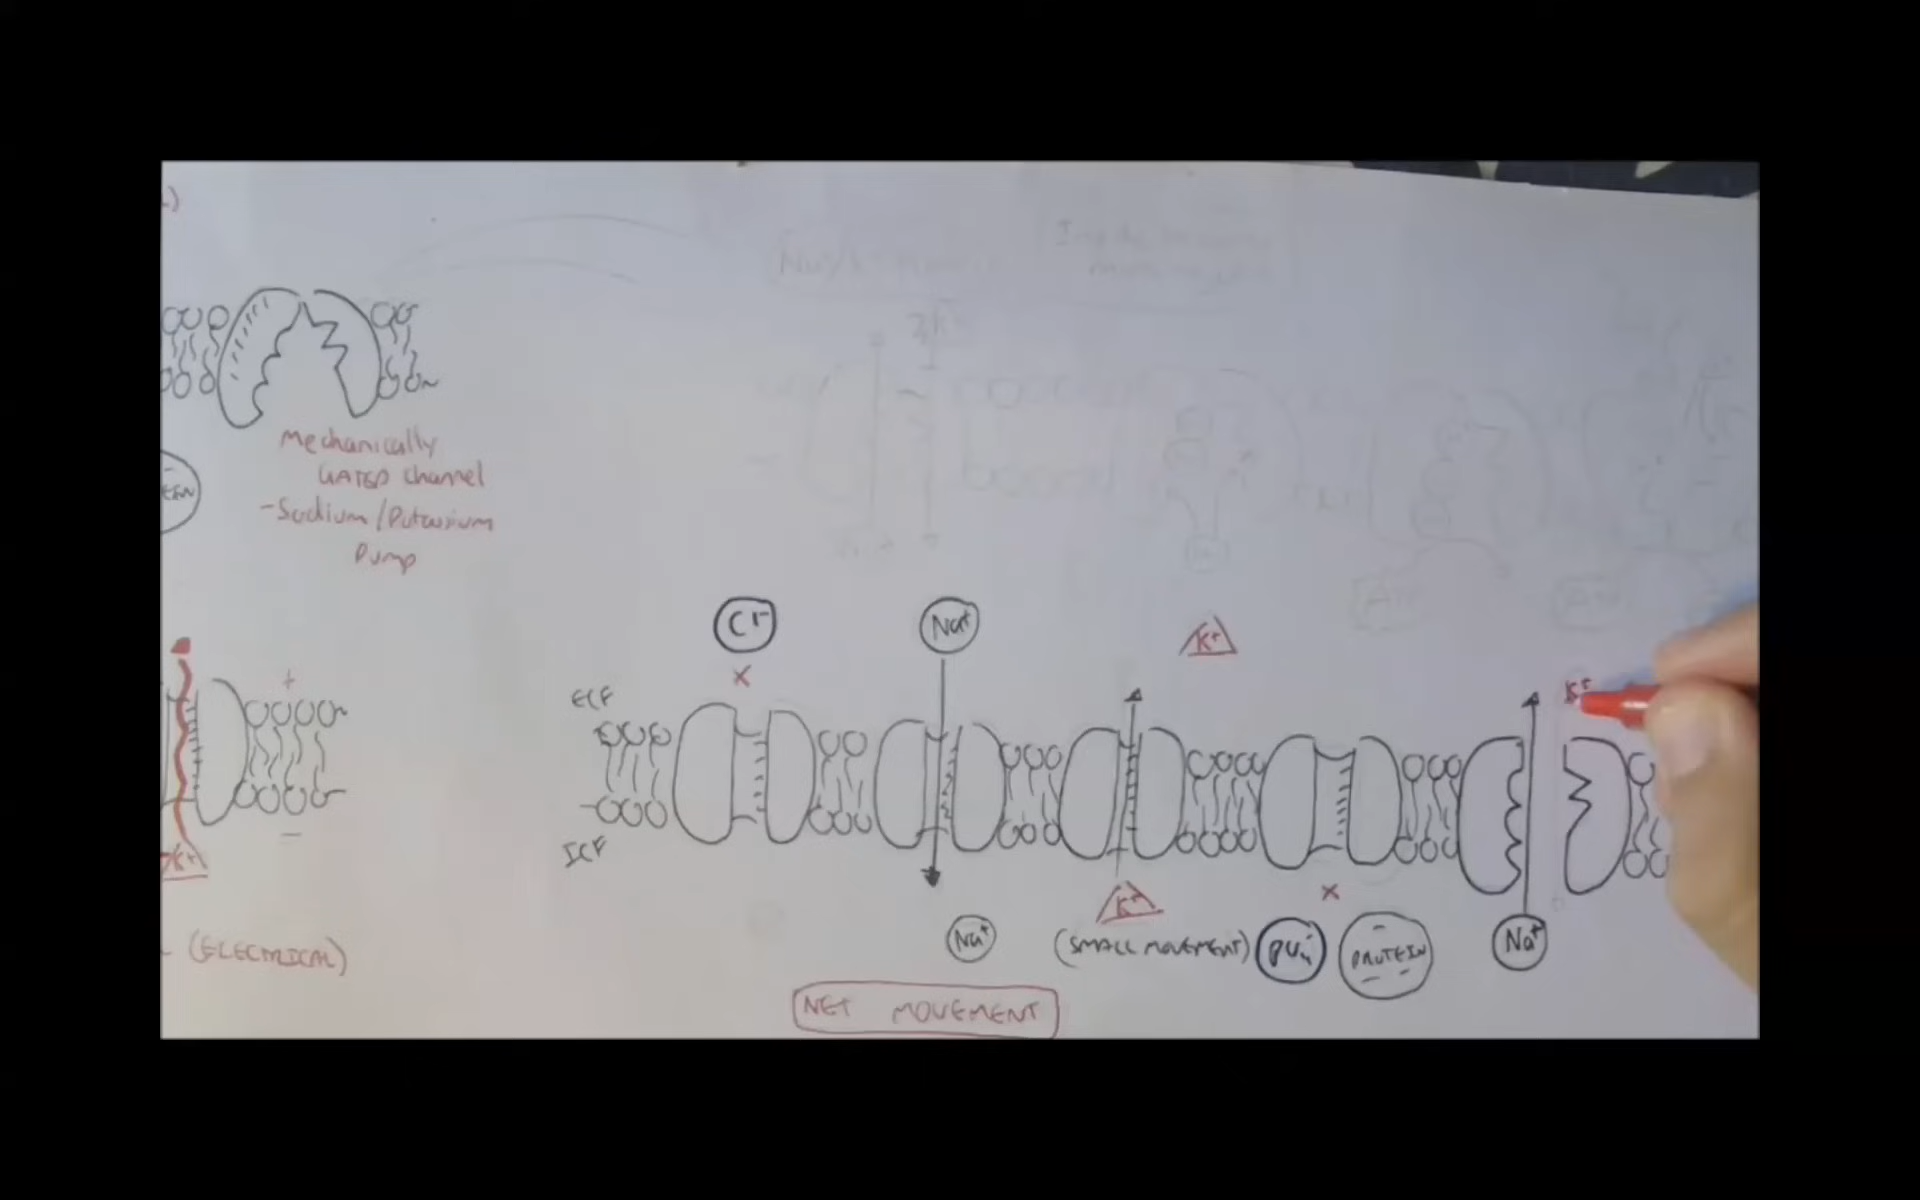 Mechanically
GATED channel
-Sodium/Potassium
Pump
Cl-
Na+
K+
x
K+
ECF
ICF
K+
K+
x
Na+
(SMALL MOVEMENT)
PO4
PROTEIN
Na+
(ELECTRICAL)
NET MOVEMENT